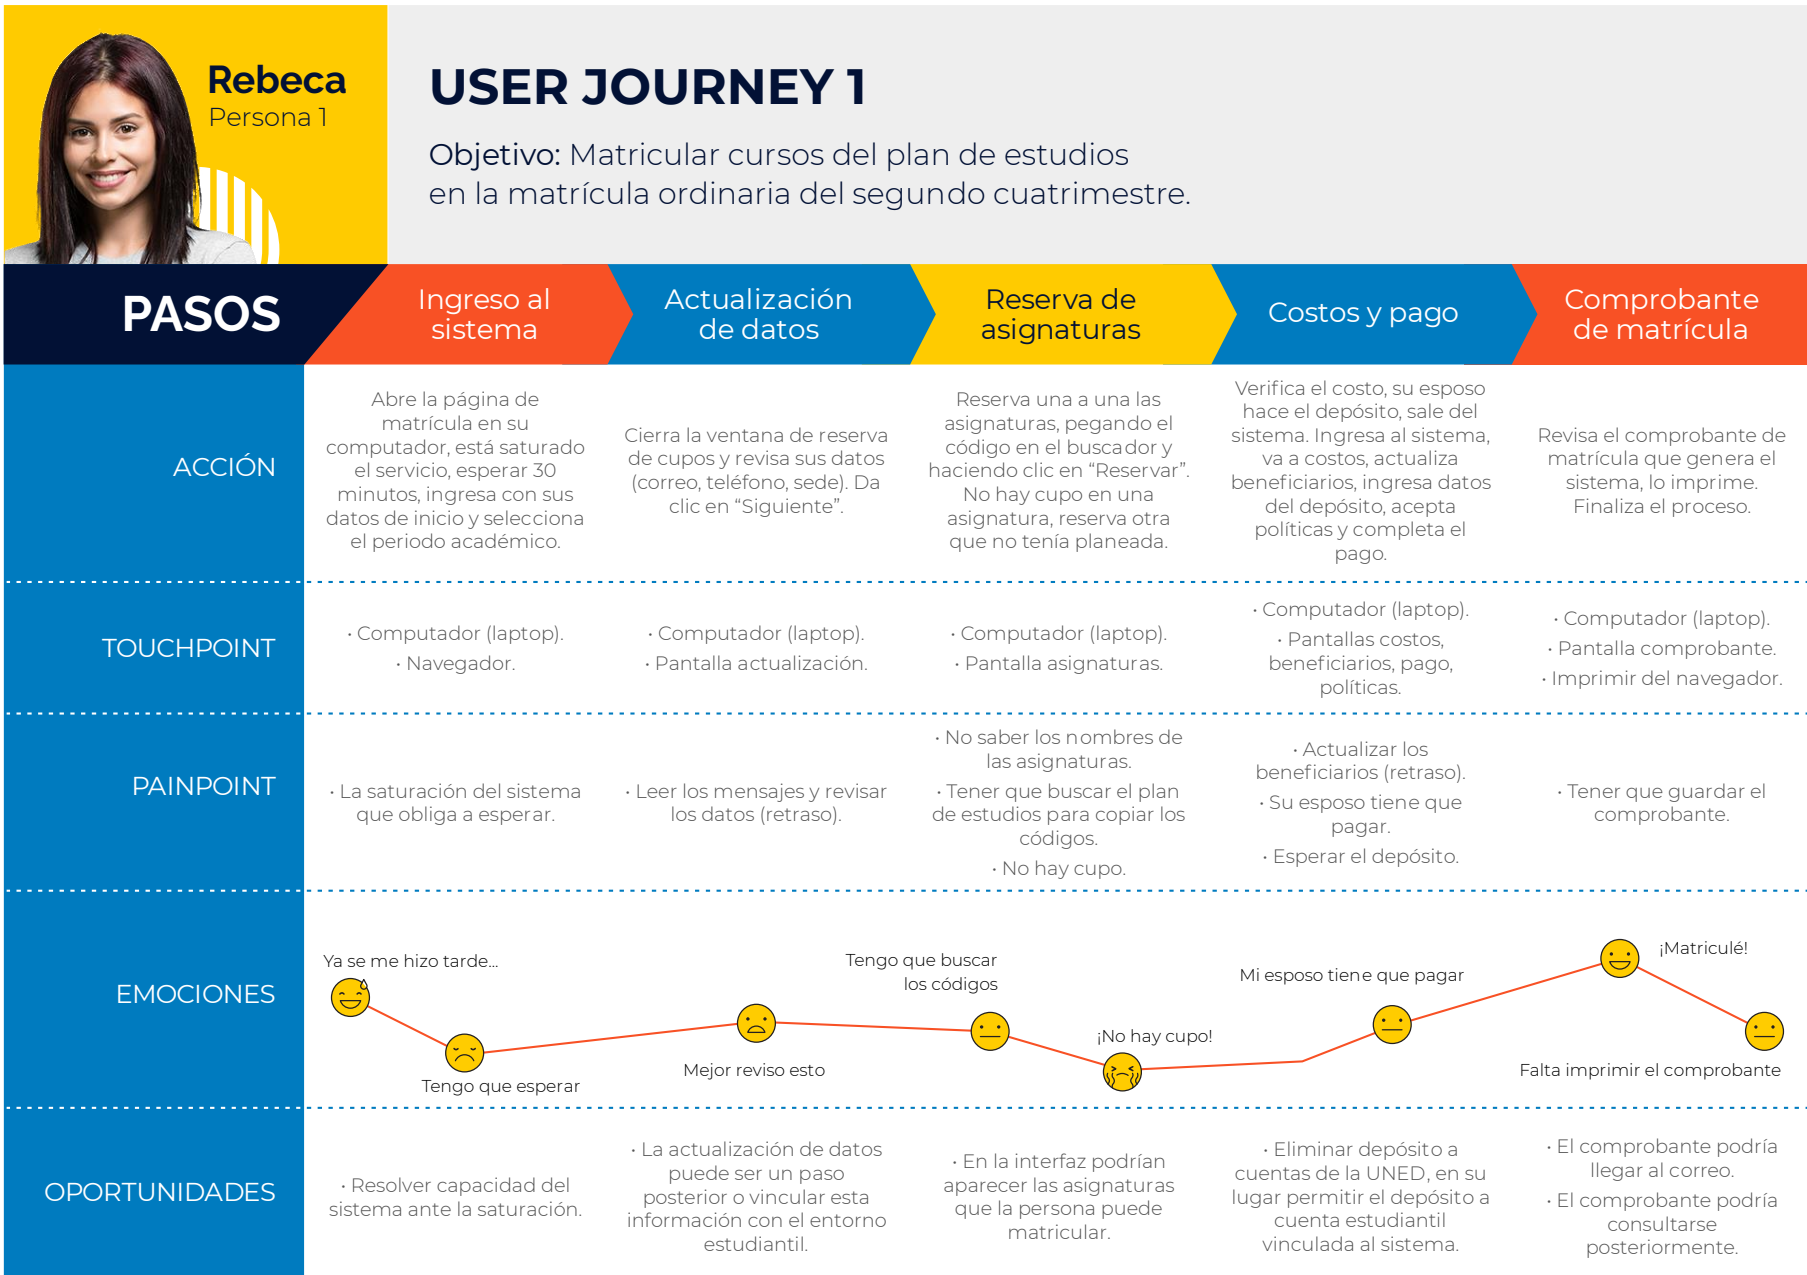 Rebeca
Persona 1
USER JOURNEY 1
Objetivo: Matricular cursos del plan de estudios
en la matrícula ordinaria del segundo cuatrimestre.
PASOS
Ingreso al
sistema
Actualización
de datos
Reserva de
asignaturas
Costos y pago
Comprobante
de matrícula
ACCIÓN
Abre la página de
matrícula en su
computador, está saturado
el servicio, esperar 30
minutos, ingresa con sus
datos de inicio y selecciona
el periodo académico.
Cierra la ventana de reserva
de cupos y revisa sus datos
(correo, teléfono, sede). Da
clic en “Siguiente”.
Reserva una a una las
asignaturas, pegando el
código en el buscador y
haciendo clic en “Reservar”.
No hay cupo en una
asignatura, reserva otra
que no tenía planeada.
Verifica el costo, su esposo
hace el depósito, sale del
sistema. Ingresa al sistema,
va a costos, actualiza
beneficiarios, ingresa datos
del depósito, acepta
políticas y completa el
pago.
Revisa el comprobante de
matrícula que genera el
sistema, lo imprime.
Finaliza el proceso.
TOUCHPOINT
· Computador (laptop).
· Navegador.
· Computador (laptop).
· Pantalla actualización.
· Computador (laptop).
· Pantalla asignaturas.
· Computador (laptop).
· Pantallas costos,
beneficiarios, pago,
políticas.
· Computador (laptop).
· Pantalla comprobante.
· Imprimir del navegador.
PAINPOINT
· La saturación del sistema
que obliga a esperar.
· Leer los mensajes y revisar
los datos (retraso).
· No saber los nombres de
las asignaturas.
· Tener que buscar el plan
de estudios para copiar los
códigos.
· No hay cupo.
· Actualizar los
beneficiarios (retraso).
· Su esposo tiene que
pagar.
· Esperar el depósito.
· Tener que guardar el
comprobante.
EMOCIONES
Ya se me hizo tarde...
Tengo que esperar
Mejor reviso esto
Tengo que buscar
los códigos
¡No hay cupo!
Mi esposo tiene que pagar
¡Matriculé!
Falta imprimir el comprobante
OPORTUNIDADES
· Resolver capacidad del
sistema ante la saturación.
· La actualización de datos
puede ser un paso
posterior o vincular esta
información con el entorno
estudiantil.
· En la interfaz podrían
aparecer las asignaturas
que la persona puede
matricular.
· Eliminar depósito a
cuentas de la UNED, en su
lugar permitir el depósito a
cuenta estudiantil
vinculada al sistema.
· El comprobante podría
llegar al correo.
· El comprobante podría
consultarse
posteriormente.